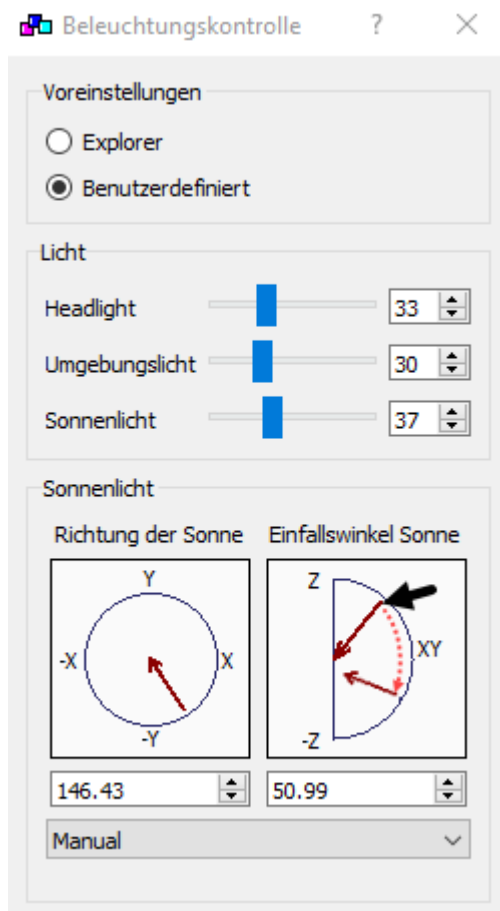 Beleuchtungskontrolle ?
Voreinstellungen
Explorer
Benutzerdefiniert
Licht
Headlight 33
Umgebungslicht 30
Sonnenlicht 37
Sonnenlicht
Richtung der Sonne Einfallswinkel Sonne
Y Z
-X X XY
-Y -Z
146.43 50.99
Manual